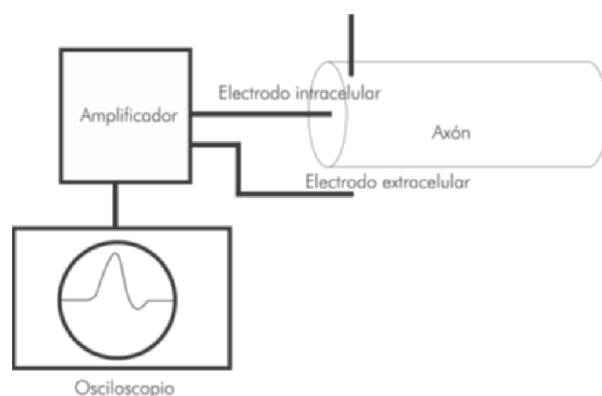 Electrodo intracelular
Amplificador
Axón
Electrodo extracelular
Osciloscopio